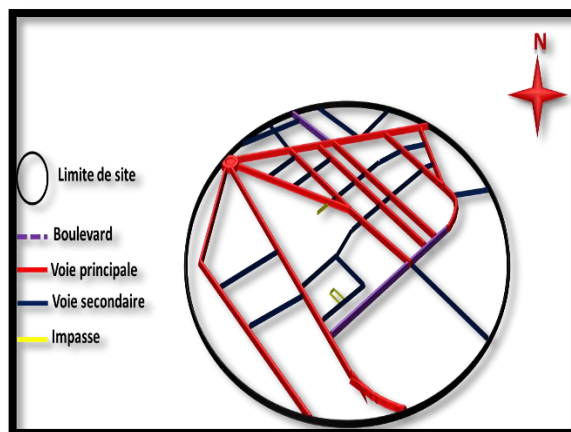 N
Limite de site
Boulevard
Voie principale
Voie secondaire
Impasse